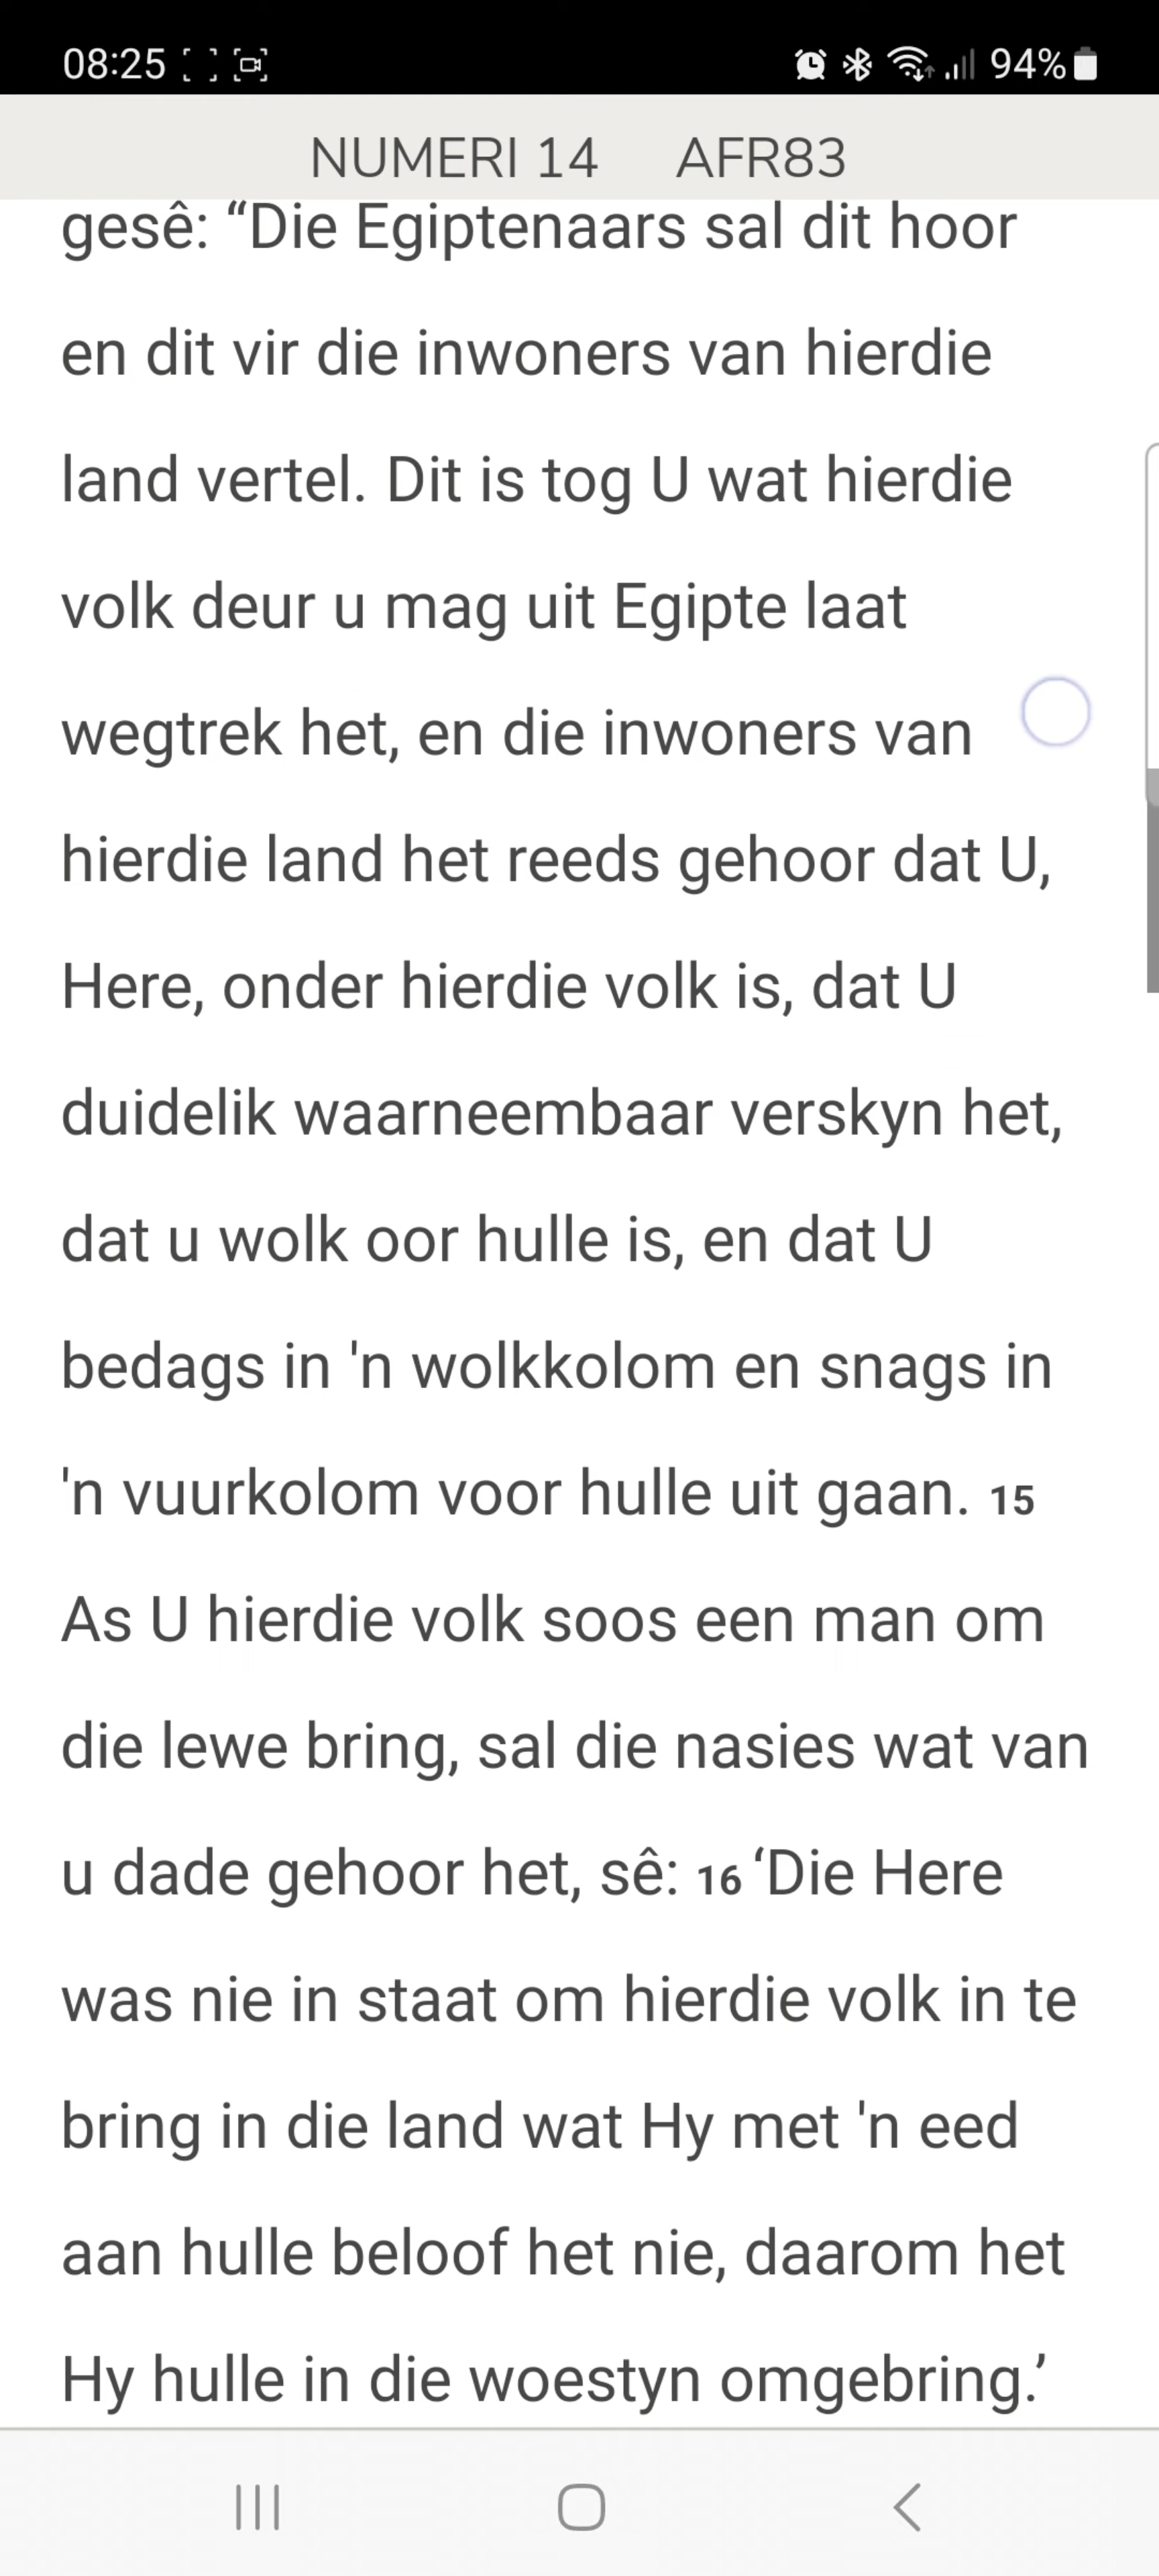 08:25 94%
NUMERI 14 AFR83
gesê: “Die Egiptenaars sal dit hoor
en dit vir die inwoners van hierdie
land vertel. Dit is tog U wat hierdie
volk deur u mag uit Egipte laat
wegtrek het, en die inwoners van
hierdie land het reeds gehoor dat U,
Here, onder hierdie volk is, dat U
duidelik waarneembaar verskyn het,
dat u wolk oor hulle is, en dat U
bedags in 'n wolkkolom en snags in
'n vuurkolom voor hulle uit gaan. 15
As U hierdie volk soos een man om
die lewe bring, sal die nasies wat van
u dade gehoor het, sê: 16 ‘Die Here
was nie in staat om hierdie volk in te
bring in die land wat Hy met 'n eed
aan hulle beloof het nie, daarom het
Hy hulle in die woestyn omgebring.’